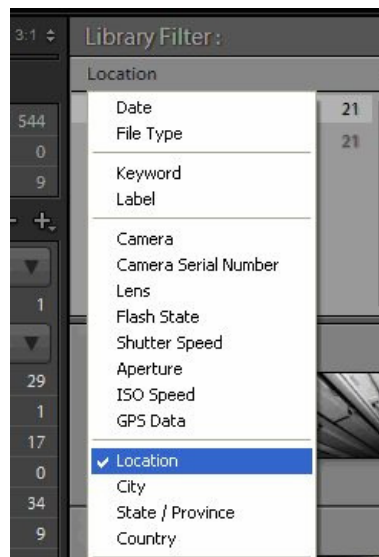 3:1
Library Filter :
Location
544
0
9
1
29
1
17
0
34
9
21
21
Date
File Type
Keyword
Label
Camera
Camera Serial Number
Lens
Flash State
Shutter Speed
Aperture
ISO Speed
GPS Data
Location
City
State / Province
Country